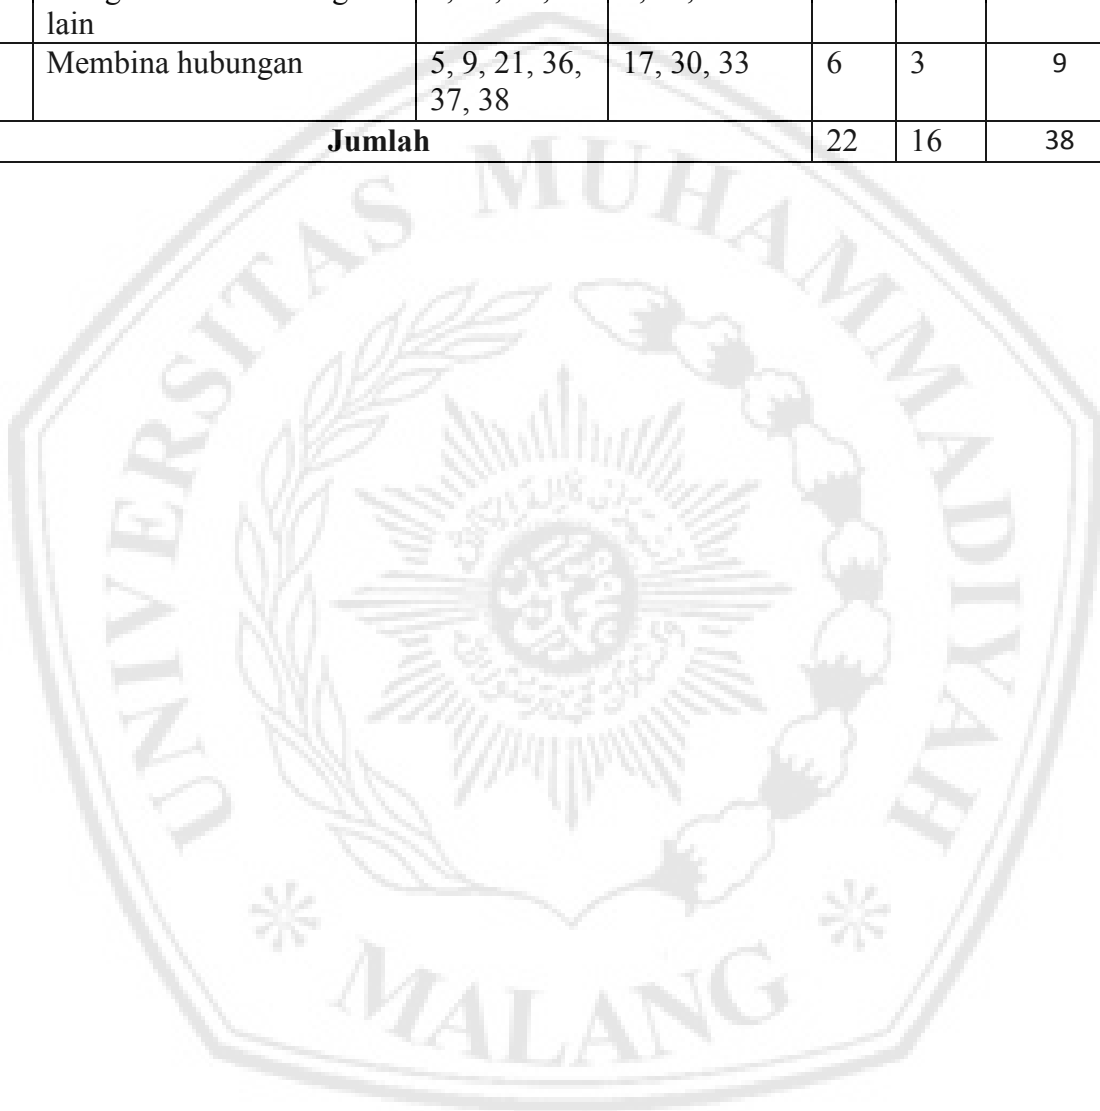 lain
Membina hubungan 5, 9, 21, 36, 17, 30, 33 6 3 9
37, 38
Jumlah 22 16 38
UNIVERSITAS MUHAMMADIYAH
MALANG